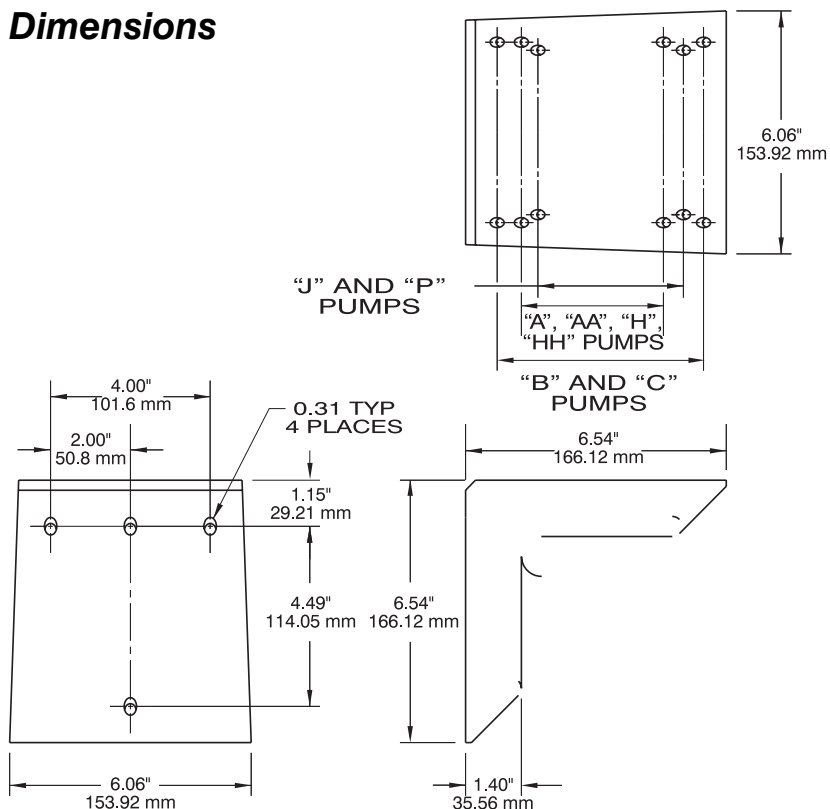 Dimensions
6.06"
153.92 mm
“J” AND “P”
PUMPS
“A”, “AA”, “H”,
“HH” PUMPS
“B” AND “C”
PUMPS
4.00"
101.6 mm
0.31 TYP
4 PLACES
2.00"
50.8 mm
1.15"
29.21 mm
4.49"
114.05 mm
6.06"
153.92 mm
6.54"
166.12 mm
6.54"
166.12 mm
1.40"
35.56 mm